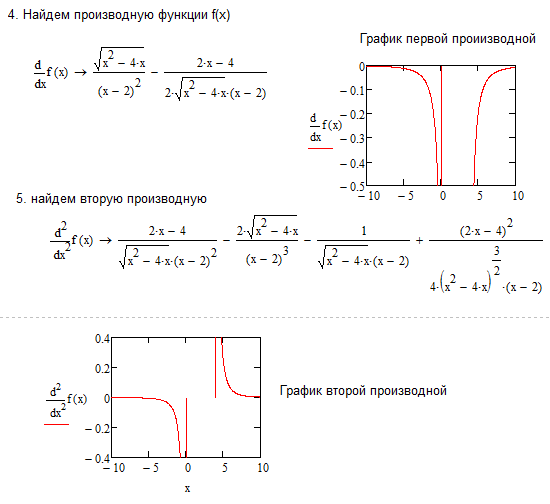 4. Найдем производную функции f(x)
График первой проиизводной
d/dx f(x) → √(x² − 4·x) / (x − 2)² − (2·x − 4) / (2·√(x² − 4·x)·(x − 2))
0
− 0.1
d/dx f(x) − 0.2
− 0.3
− 0.4
− 0.5
− 10 − 5 0 5 10
5. найдем вторую производную
d²/dx² f(x) → (2·x − 4) / (√(x² − 4·x)·(x − 2)²) − 2·√(x² − 4·x) / (x − 2)³ − 1 / (√(x² − 4·x)·(x − 2)) + (2·x − 4)² / (4·(x² − 4·x)^(3/2)·(x − 2))
0.4
0.2
d²/dx² f(x) 0
− 0.2
− 0.4
− 10 − 5 0 5 10
x
График второй производной